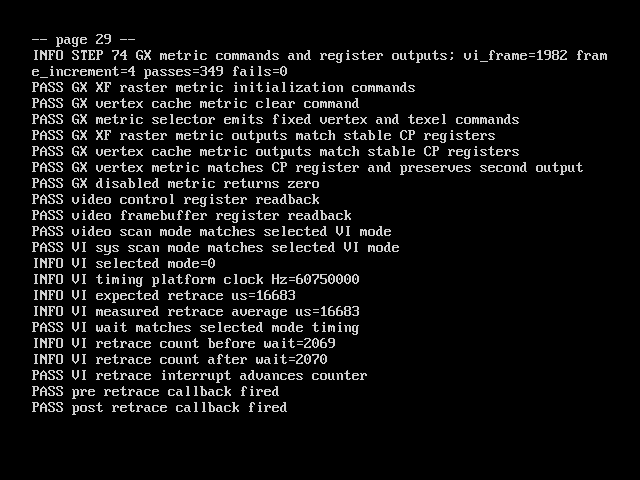 -- page 29 --
INFO STEP 74 GX metric commands and register outputs; vi_frame=1982 fram
e_increment=4 passes=349 fails=0
PASS GX XF raster metric initialization commands
PASS GX vertex cache metric clear command
PASS GX metric selector emits fixed vertex and texel commands
PASS GX XF raster metric outputs match stable CP registers
PASS GX vertex cache metric outputs match stable CP registers
PASS GX vertex metric matches CP register and preserves second output
PASS GX disabled metric returns zero
PASS video control register readback
PASS video framebuffer register readback
PASS video scan mode matches selected VI mode
PASS VI sys scan mode matches selected VI mode
INFO VI selected mode=0
INFO VI timing platform clock Hz=60750000
INFO VI expected retrace us=16683
INFO VI measured retrace average us=16683
PASS VI wait matches selected mode timing
INFO VI retrace count before wait=2069
INFO VI retrace count after wait=2070
PASS VI retrace interrupt advances counter
PASS pre retrace callback fired
PASS post retrace callback fired